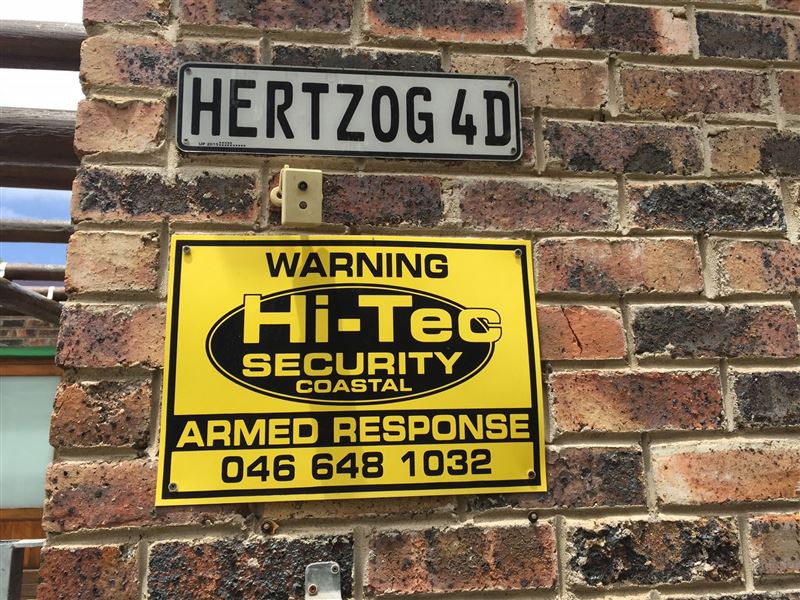 HERTZOG 4D
WARNING
Hi-Tec
SECURITY
COASTAL
ARMED RESPONSE
046 648 1032